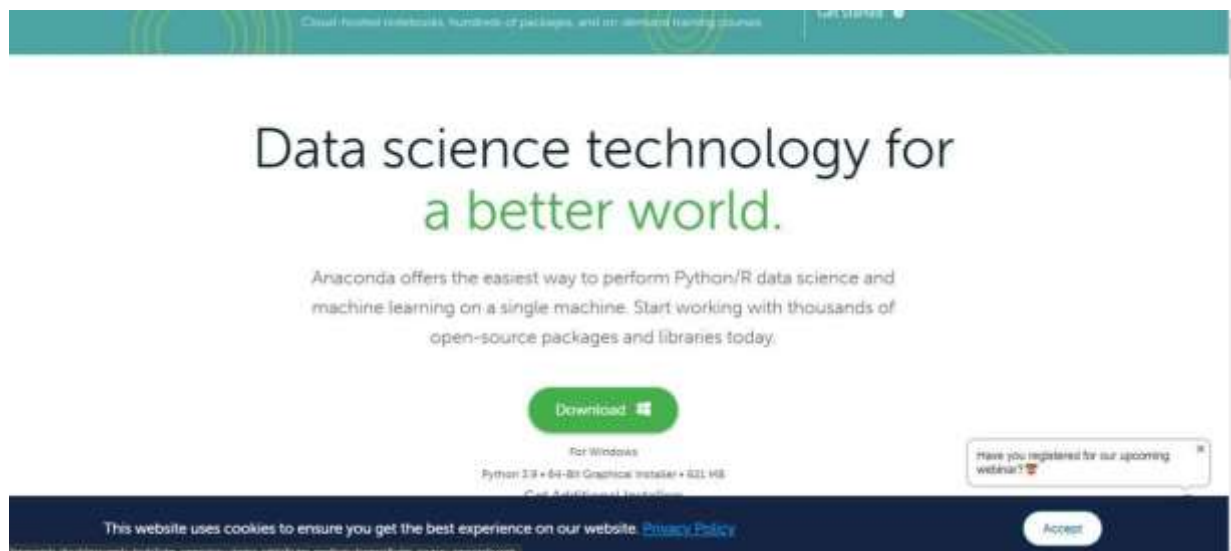 Cloud-hosted notebooks, hundreds of packages, and on-demand training courses
Get Started
Data science technology for
a better world.
Anaconda offers the easiest way to perform Python/R data science and
machine learning on a single machine. Start working with thousands of
open-source packages and libraries today.
Download
For Windows
Python 3.9 • 64-Bit Graphical Installer • 621 MB
Get Additional Installers
Have you registered for our upcoming
webinar?
This website uses cookies to ensure you get the best experience on our website. Privacy Policy
Accept